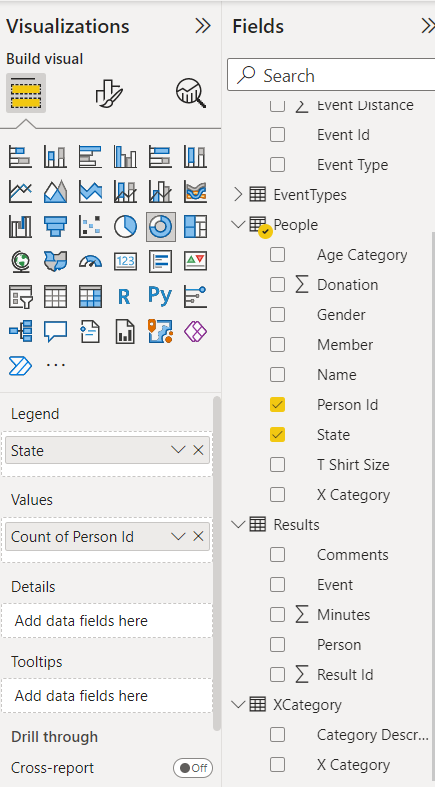 Visualizations
Build visual
123
R
Py
...
Legend
State
Values
Count of Person Id
Details
Add data fields here
Tooltips
Add data fields here
Drill through
Cross-report
Off
Fields
Search
∑ Event Distance
Event Id
Event Type
EventTypes
People
Age Category
∑ Donation
Gender
Member
Name
Person Id
State
T Shirt Size
X Category
Results
Comments
Event
∑ Minutes
Person
∑ Result Id
XCategory
Category Descr...
X Category